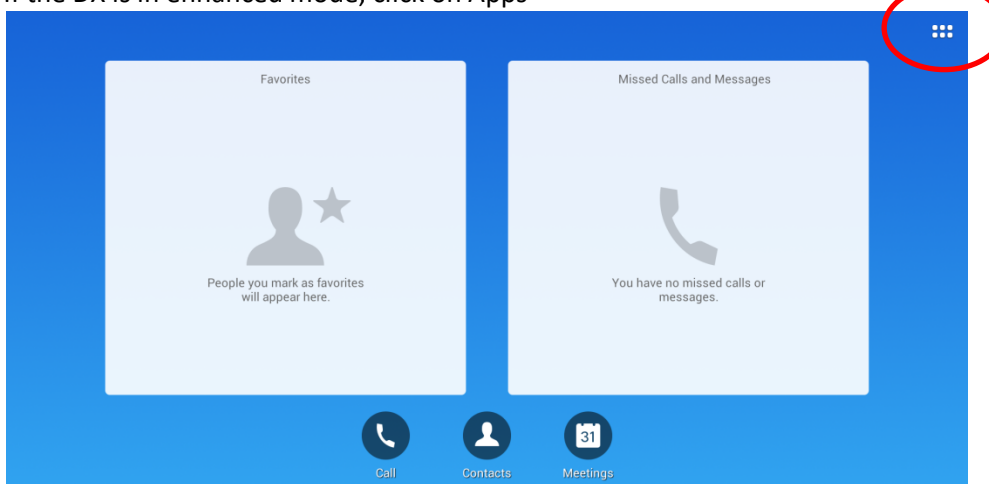 If the DX is in enhanced mode, click on Apps
Favorites
Missed Calls and Messages
People you mark as favorites
will appear here.
You have no missed calls or
messages.
31
Call
Contacts
Meetings